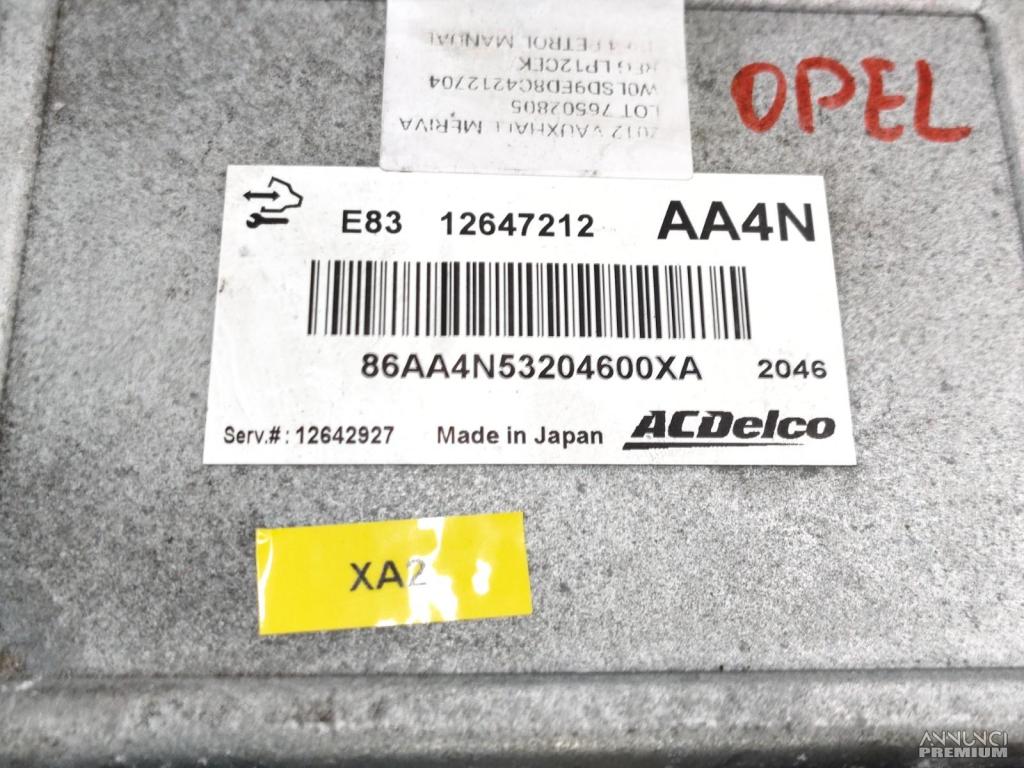 2012 VAUXHALL MERIVA
LOT 76502805
W0LSD9ED8C4212704
REG LP12CEK
PETROL MANUAL
OPEL
E83 12647212 AA4N
86AA4N53204600XA 2046
Serv.#: 12642927 Made in Japan ACDelco
XA2
ANNUNCI
PREMIUM